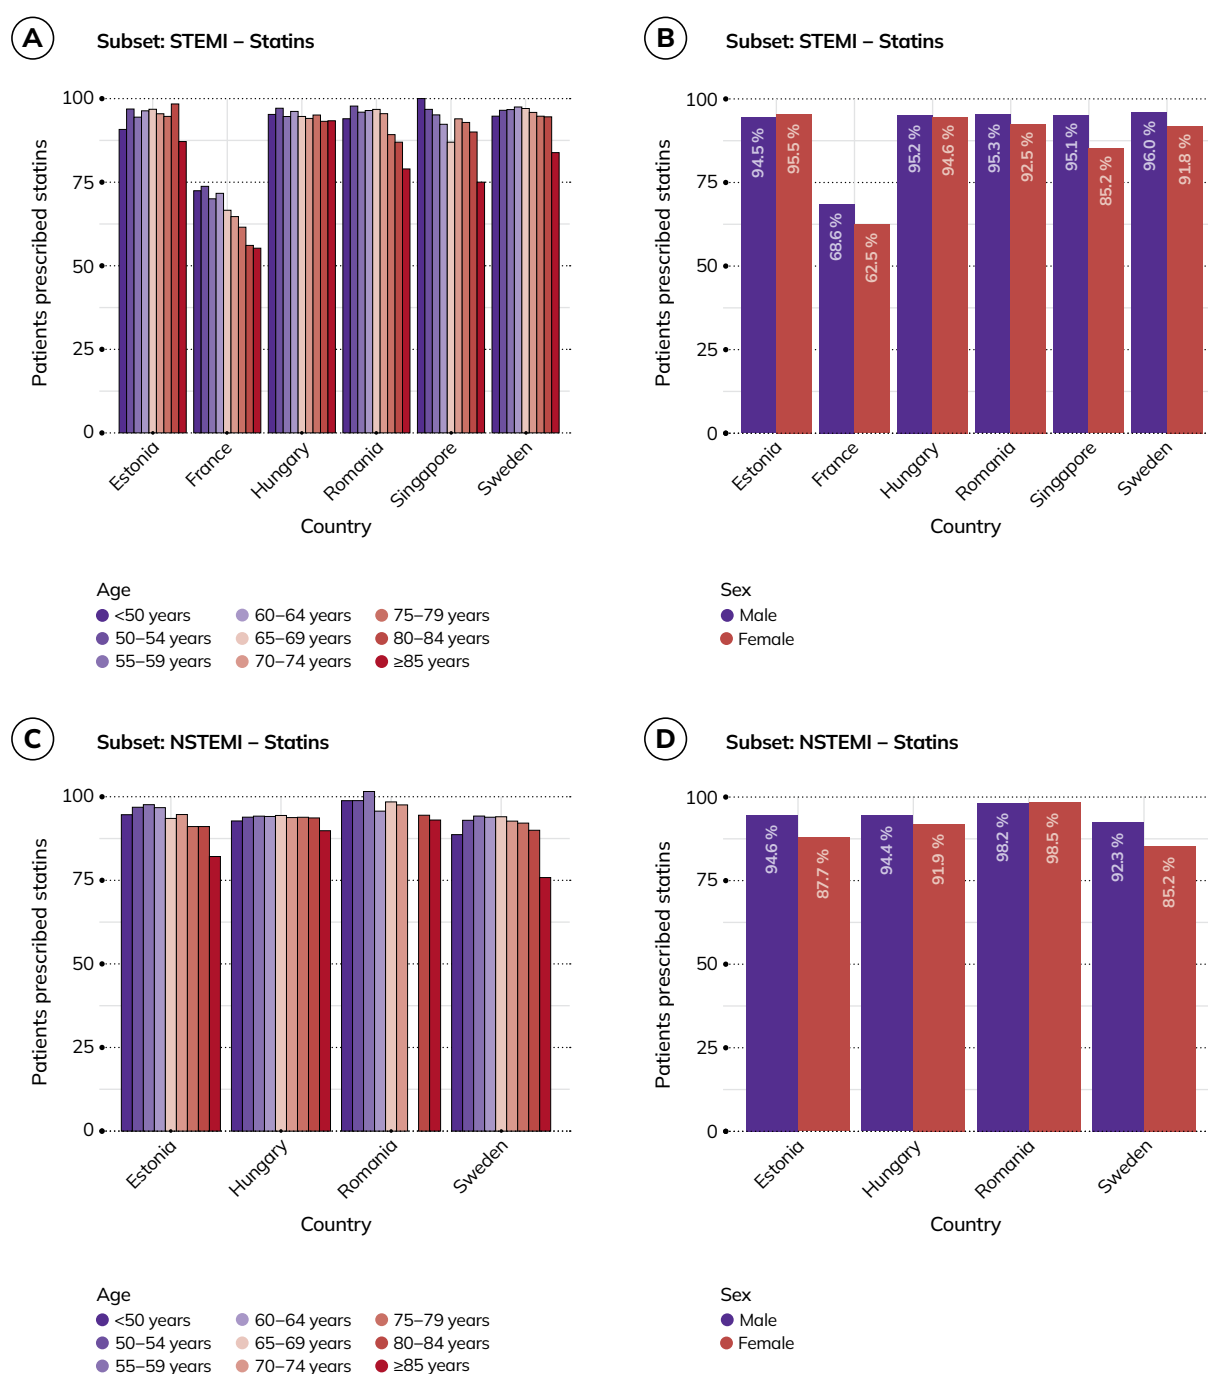 A
Subset: STEMI – Statins
Patients prescribed statins
100
75
50
25
0
Estonia
France
Hungary
Romania
Singapore
Sweden
Country
Age
<50 years
50–54 years
55–59 years
60–64 years
65–69 years
70–74 years
75–79 years
80–84 years
≥85 years
B
Subset: STEMI – Statins
Patients prescribed statins
100
75
50
25
0
94.5 %
95.5 %
68.6 %
62.5 %
95.2 %
94.6 %
95.3 %
92.5 %
95.1 %
85.2 %
96.0 %
91.8 %
Estonia
France
Hungary
Romania
Singapore
Sweden
Country
Sex
Male
Female
C
Subset: NSTEMI – Statins
Patients prescribed statins
100
75
50
25
0
Estonia
Hungary
Romania
Sweden
Country
Age
<50 years
50–54 years
55–59 years
60–64 years
65–69 years
70–74 years
75–79 years
80–84 years
≥85 years
D
Subset: NSTEMI – Statins
Patients prescribed statins
100
75
50
25
0
94.6 %
87.7 %
94.4 %
91.9 %
98.2 %
98.5 %
92.3 %
85.2 %
Estonia
Hungary
Romania
Sweden
Country
Sex
Male
Female